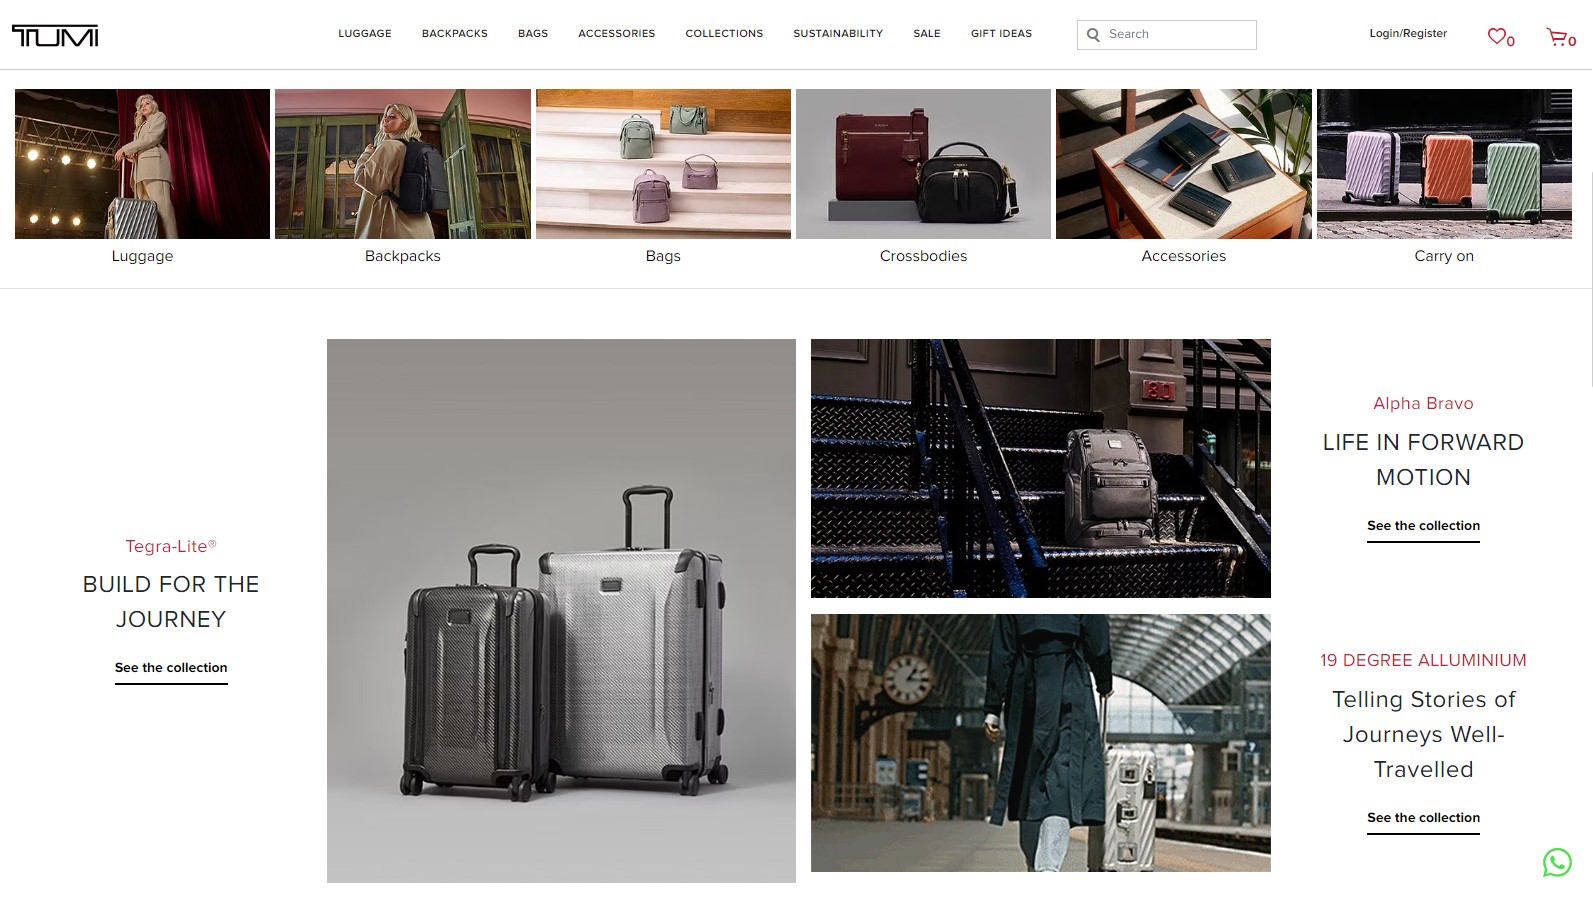 TUMI
LUGGAGE BACKPACKS BAGS ACCESSORIES COLLECTIONS SUSTAINABILITY SALE GIFT IDEAS
Search
Login/Register
0
0
Luggage
Backpacks
Bags
Crossbodies
Accessories
Carry on
Tegra-Lite®
BUILD FOR THE
JOURNEY
See the collection
80
Alpha Bravo
LIFE IN FORWARD
MOTION
See the collection
19 DEGREE ALLUMINIUM
Telling Stories of
Journeys Well-
Travelled
See the collection